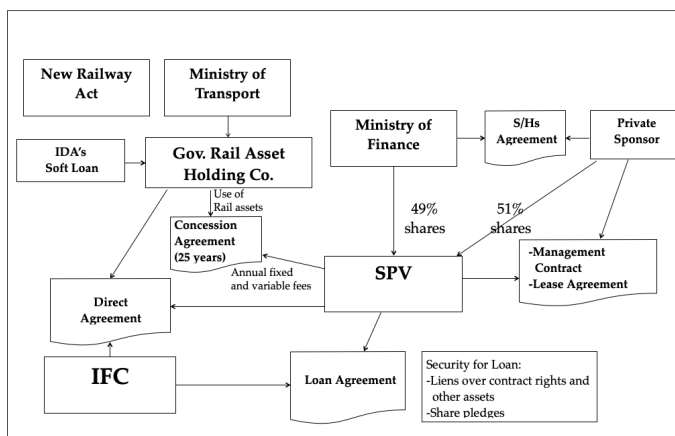 New Railway
Act
Ministry of
Transport
Ministry of
Finance
S/Hs
Agreement
Private
Sponsor
IDA's
Soft Loan
Gov. Rail Asset
Holding Co.
Use of
Rail assets
49%
shares
51%
shares
Concession
Agreement
(25 years)
Annual fixed
and variable fees
SPV
-Management
Contract
-Lease Agreement
Direct
Agreement
IFC
Loan Agreement
Security for Loan:
-Liens over contract rights and
other assets
-Share pledges